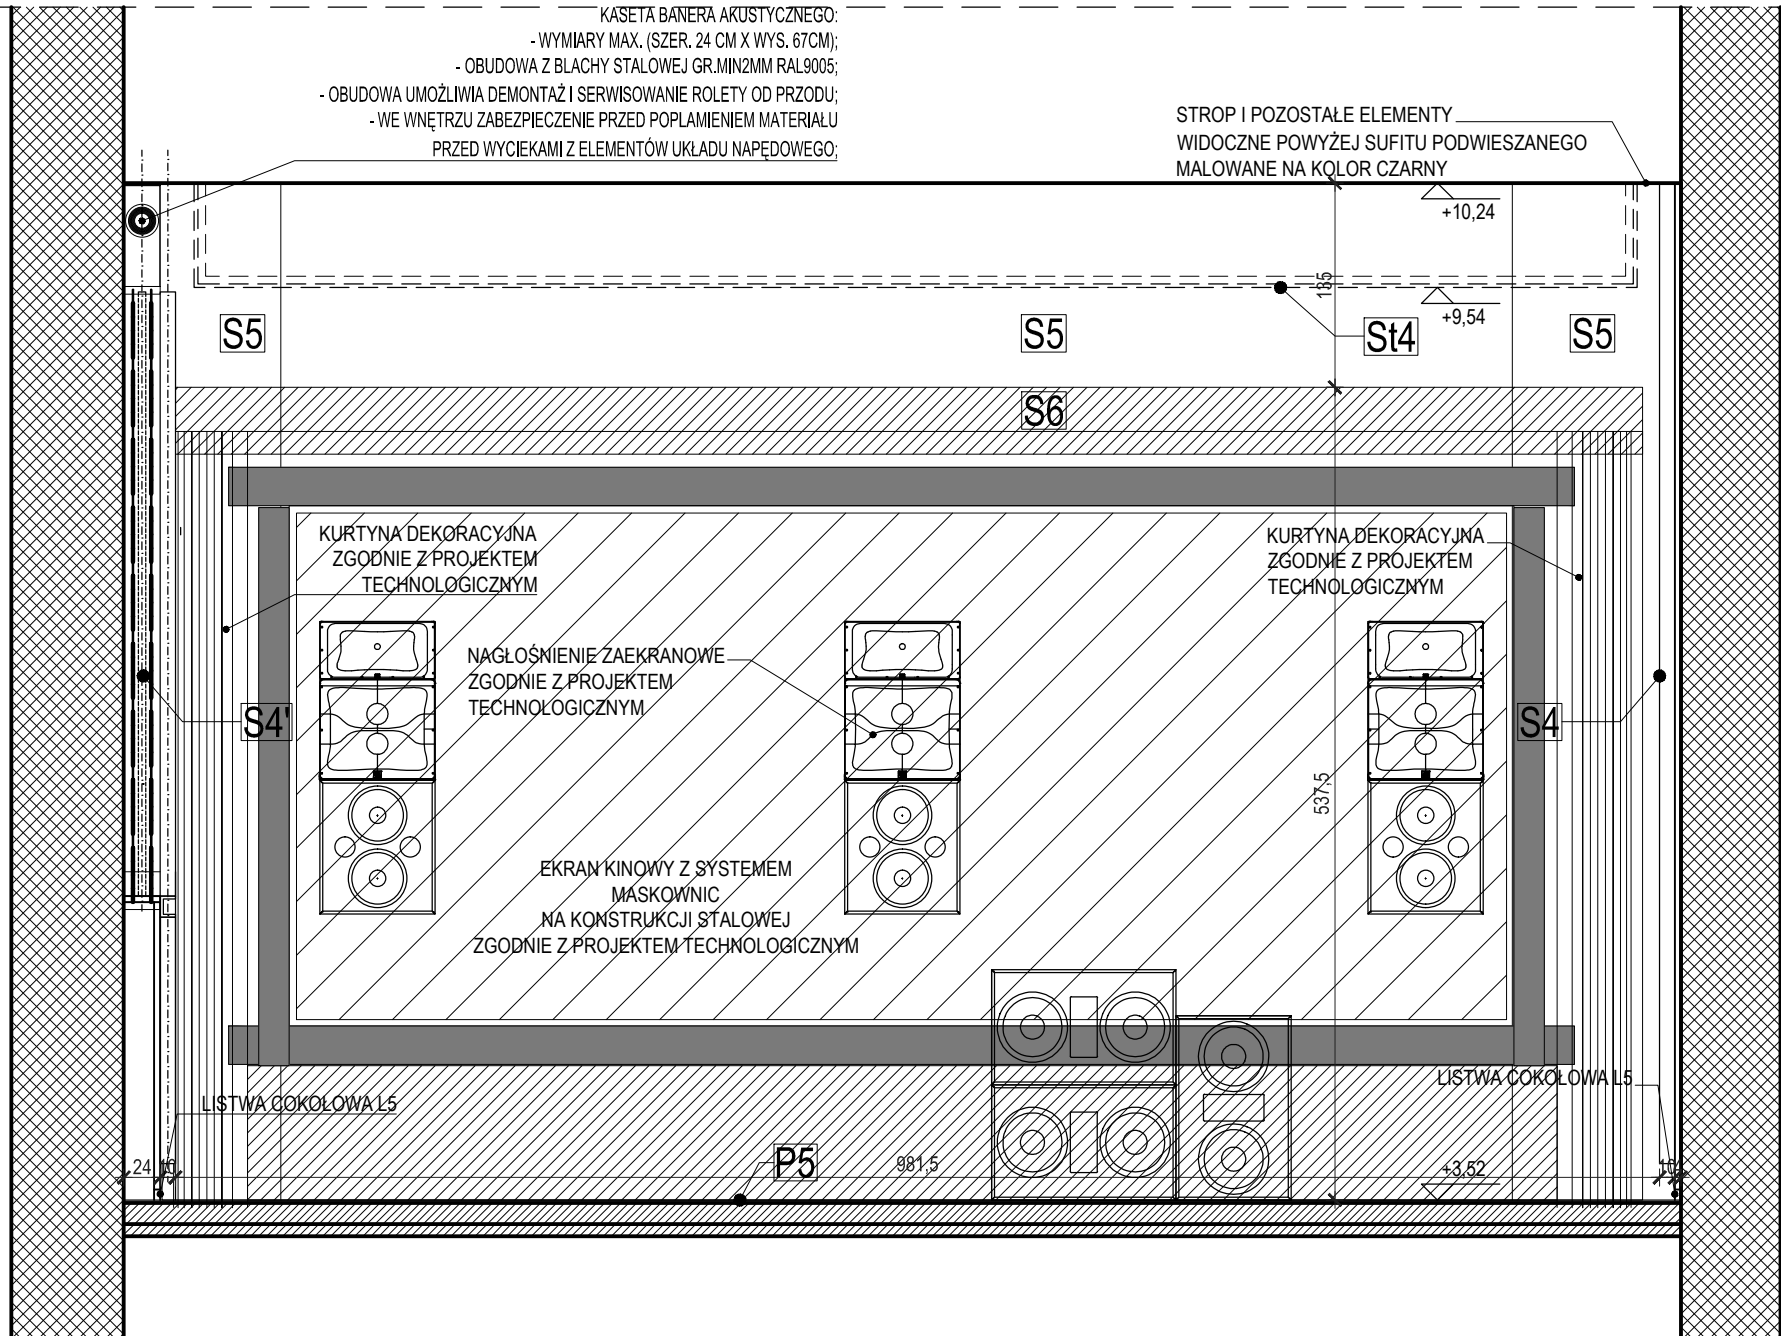 KASETA BANERA AKUSTYCZNEGO:
- WYMIARY MAX. (SZER. 24 CM X WYS. 67CM);
- OBUDOWA Z BLACHY STALOWEJ GR.MIN2MM RAL9005;
- OBUDOWA UMOŻLIWIA DEMONTAŻ I SERWISOWANIE ROLETY OD PRZODU;
- WE WNĘTRZU ZABEZPIECZENIE PRZED POPLAMIENIEM MATERIAŁU
PRZED WYCIEKAMI Z ELEMENTÓW UKŁADU NAPĘDOWEGO;
STROP I POZOSTAŁE ELEMENTY
WIDOCZNE POWYŻEJ SUFITU PODWIESZANEGO
MALOWANE NA KOLOR CZARNY
+10,24
135
+9,54
S5
S5
St4
S5
S6
KURTYNA DEKORACYJNA
ZGODNIE Z PROJEKTEM
TECHNOLOGICZNYM
KURTYNA DEKORACYJNA
ZGODNIE Z PROJEKTEM
TECHNOLOGICZNYM
NAGŁOŚNIENIE ZAEKRANOWE
ZGODNIE Z PROJEKTEM
TECHNOLOGICZNYM
S4'
S4
537,5
EKRAN KINOWY Z SYSTEMEM
MASKOWNIC
NA KONSTRUKCJI STALOWEJ
ZGODNIE Z PROJEKTEM TECHNOLOGICZNYM
LISTWA COKOŁOWA L5
LISTWA COKOŁOWA L5
24
10
P5
981,5
+3,52
10